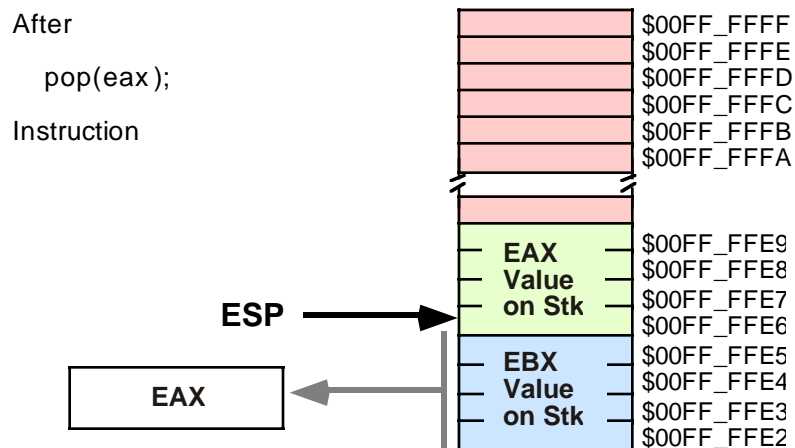 After
pop(eax);
Instruction
$00FF_FFFF
$00FF_FFFE
$00FF_FFFD
$00FF_FFFC
$00FF_FFFB
$00FF_FFFA
EAX
Value
on Stk
$00FF_FFE9
$00FF_FFE8
$00FF_FFE7
$00FF_FFE6
ESP
EBX
Value
on Stk
$00FF_FFE5
$00FF_FFE4
$00FF_FFE3
$00FF_FFE2
EAX